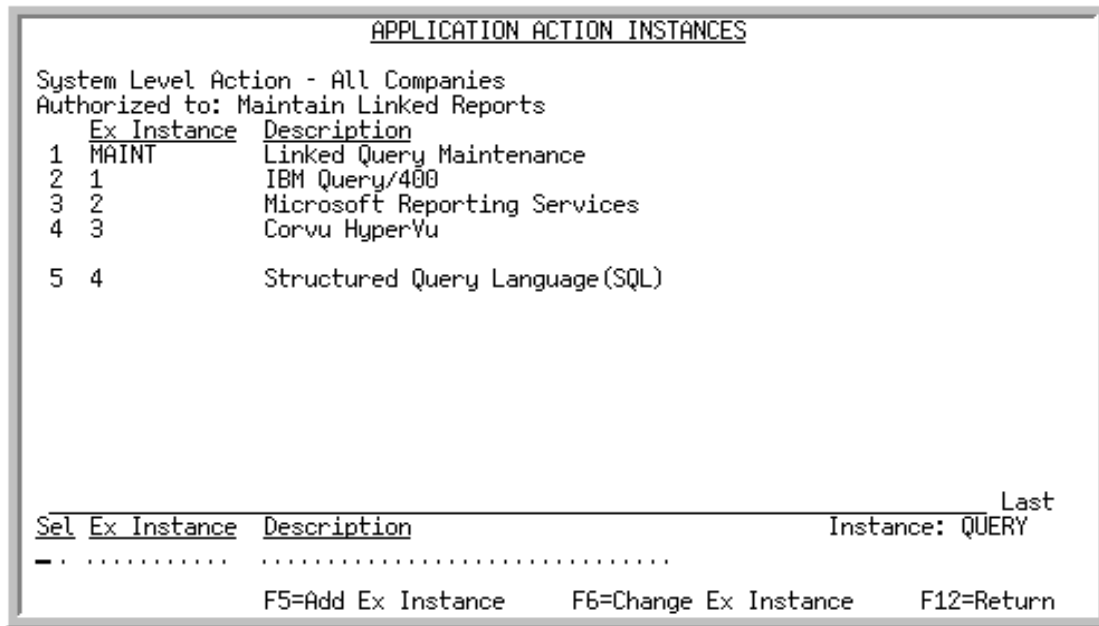 APPLICATION ACTION INSTANCES
System Level Action - All Companies
Authorized to: Maintain Linked Reports
Ex Instance Description
1 MAINT Linked Query Maintenance
2 1 IBM Query/400
3 2 Microsoft Reporting Services
4 3 Corvu HyperVu
5 4 Structured Query Language(SQL)
Last
Sel Ex Instance Description Instance: QUERY
F5=Add Ex Instance F6=Change Ex Instance F12=Return